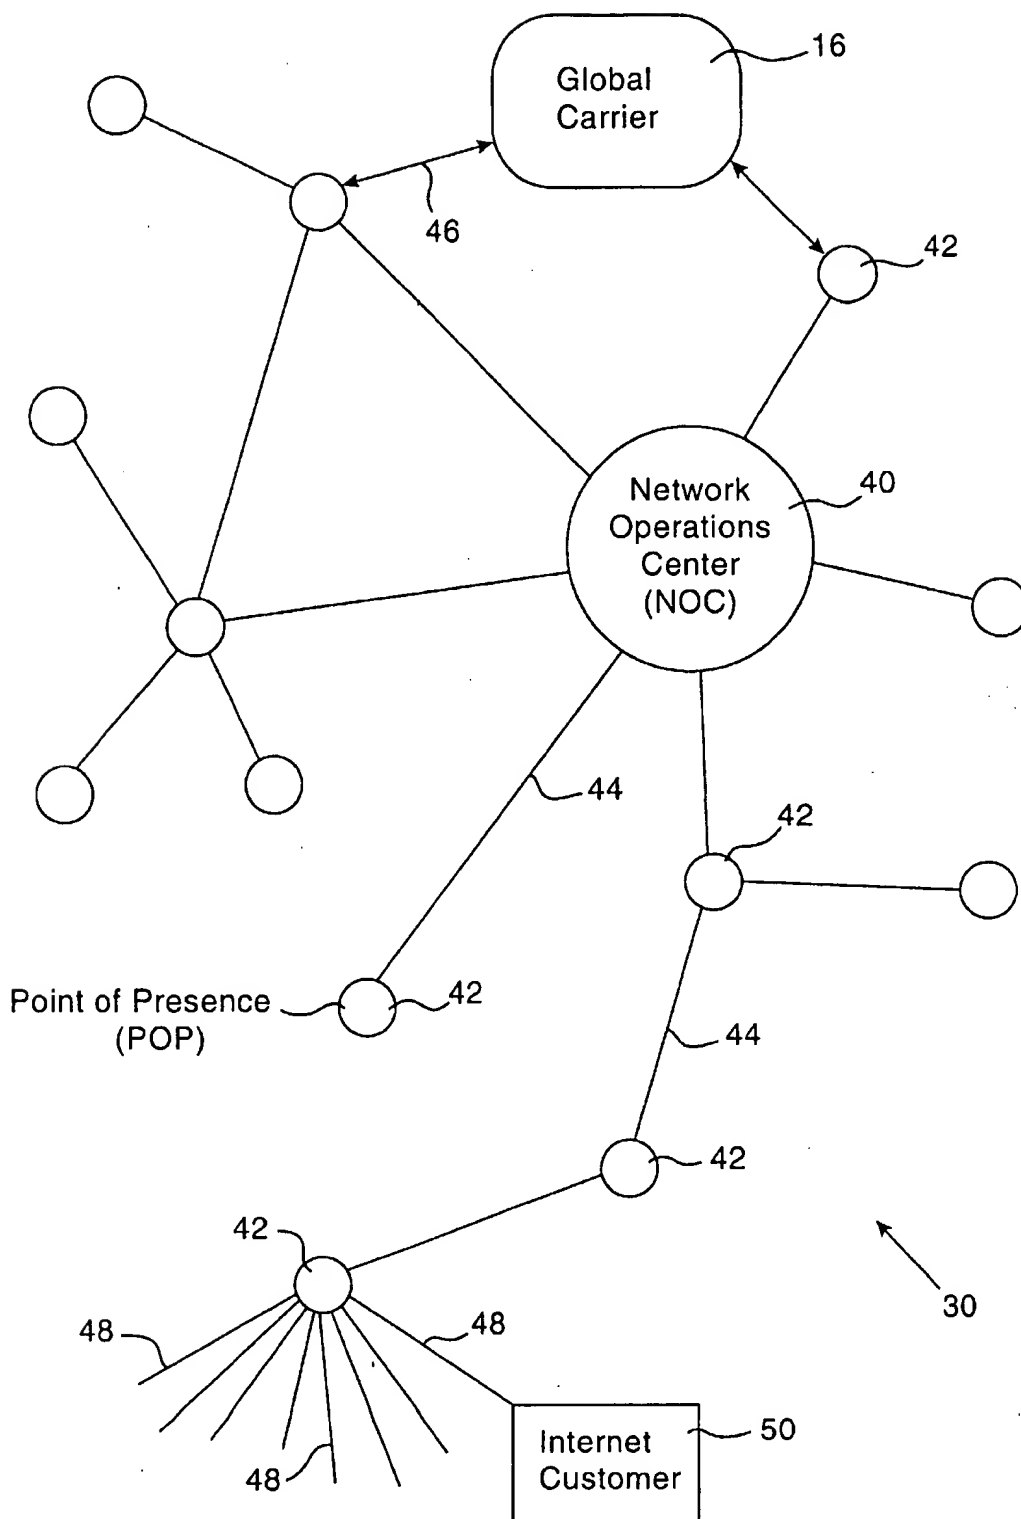 16
Global
Carrier
46
42
Network
Operations
Center
(NOC)
40
44
42
Point of Presence
(POP)
42
44
42
42
30
48
48
48
Internet
Customer
50